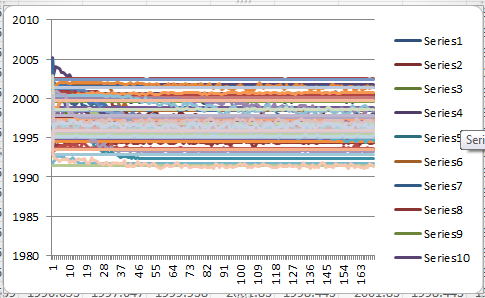 2010
2005
2000
1995
1990
1985
1980
1
10
19
28
37
46
55
64
73
82
91
100
109
118
127
136
145
154
163
Series1
Series2
Series3
Series4
Series5
Series6
Series7
Series8
Series9
Series10
Seri